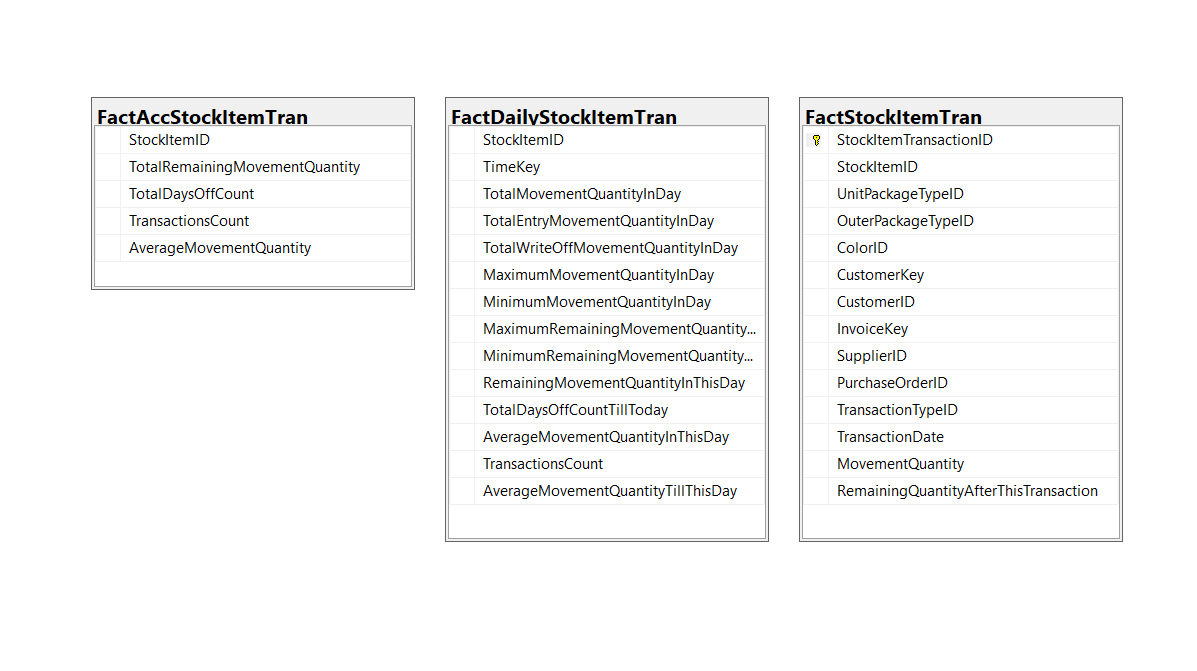 FactAccStockItemTran
StockItemID
TotalRemainingMovementQuantity
TotalDaysOffCount
TransactionsCount
AverageMovementQuantity
FactDailyStockItemTran
StockItemID
TimeKey
TotalMovementQuantityInDay
TotalEntryMovementQuantityInDay
TotalWriteOffMovementQuantityInDay
MaximumMovementQuantityInDay
MinimumMovementQuantityInDay
MaximumRemainingMovementQuantity...
MinimumRemainingMovementQuantity...
RemainingMovementQuantityInThisDay
TotalDaysOffCountTillToday
AverageMovementQuantityInThisDay
TransactionsCount
AverageMovementQuantityTillThisDay
FactStockItemTran
StockItemTransactionID
StockItemID
UnitPackageTypeID
OuterPackageTypeID
ColorID
CustomerKey
CustomerID
InvoiceKey
SupplierID
PurchaseOrderID
TransactionTypeID
TransactionDate
MovementQuantity
RemainingQuantityAfterThisTransaction